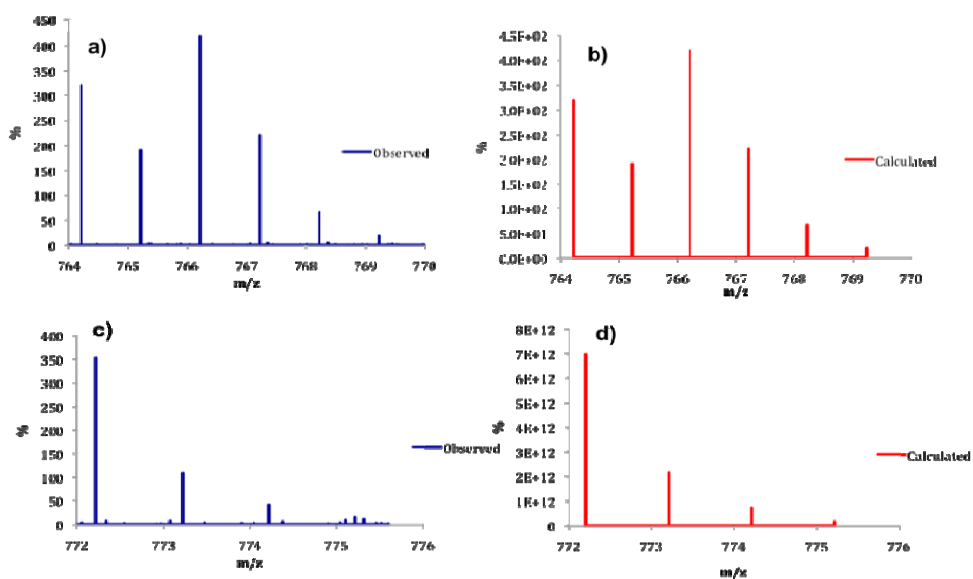 a)
450
400
350
300
250
200
150
100
50
0
%
764 765 766 767 768 769 770
m/z
Observed
b)
4.5E+02
4.0E+02
3.5E+02
3.0E+02
2.5E+02
2.0E+02
1.5E+02
1.0E+02
5.0E+01
0.0E+00
%
764 765 766 767 768 769 770
m/z
Calculated
c)
400
350
300
250
200
150
100
50
0
%
772 773 774 775 776
m/z
Observed
d)
8E+12
7E+12
6E+12
5E+12
4E+12
3E+12
2E+12
1E+12
0
%
772 773 774 775 776
m/z
Calculated